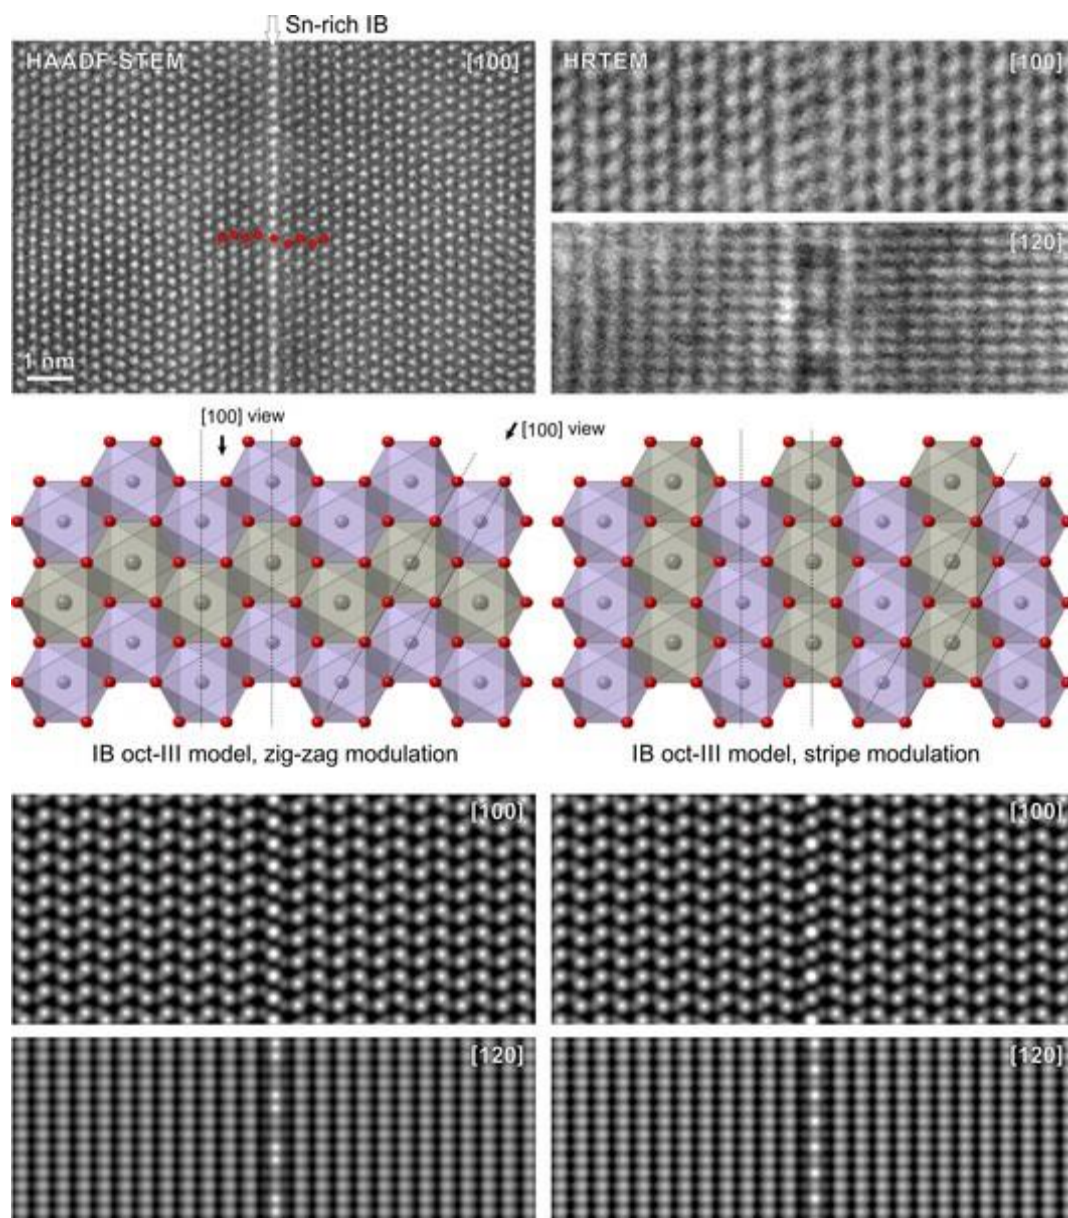 Sn-rich IB
HAADF-STEM
[100]
HRTEM
[100]
[120]
1 nm
[100] view
[100] view
IB oct-III model, zig-zag modulation
IB oct-III model, stripe modulation
[100]
[100]
[120]
[120]